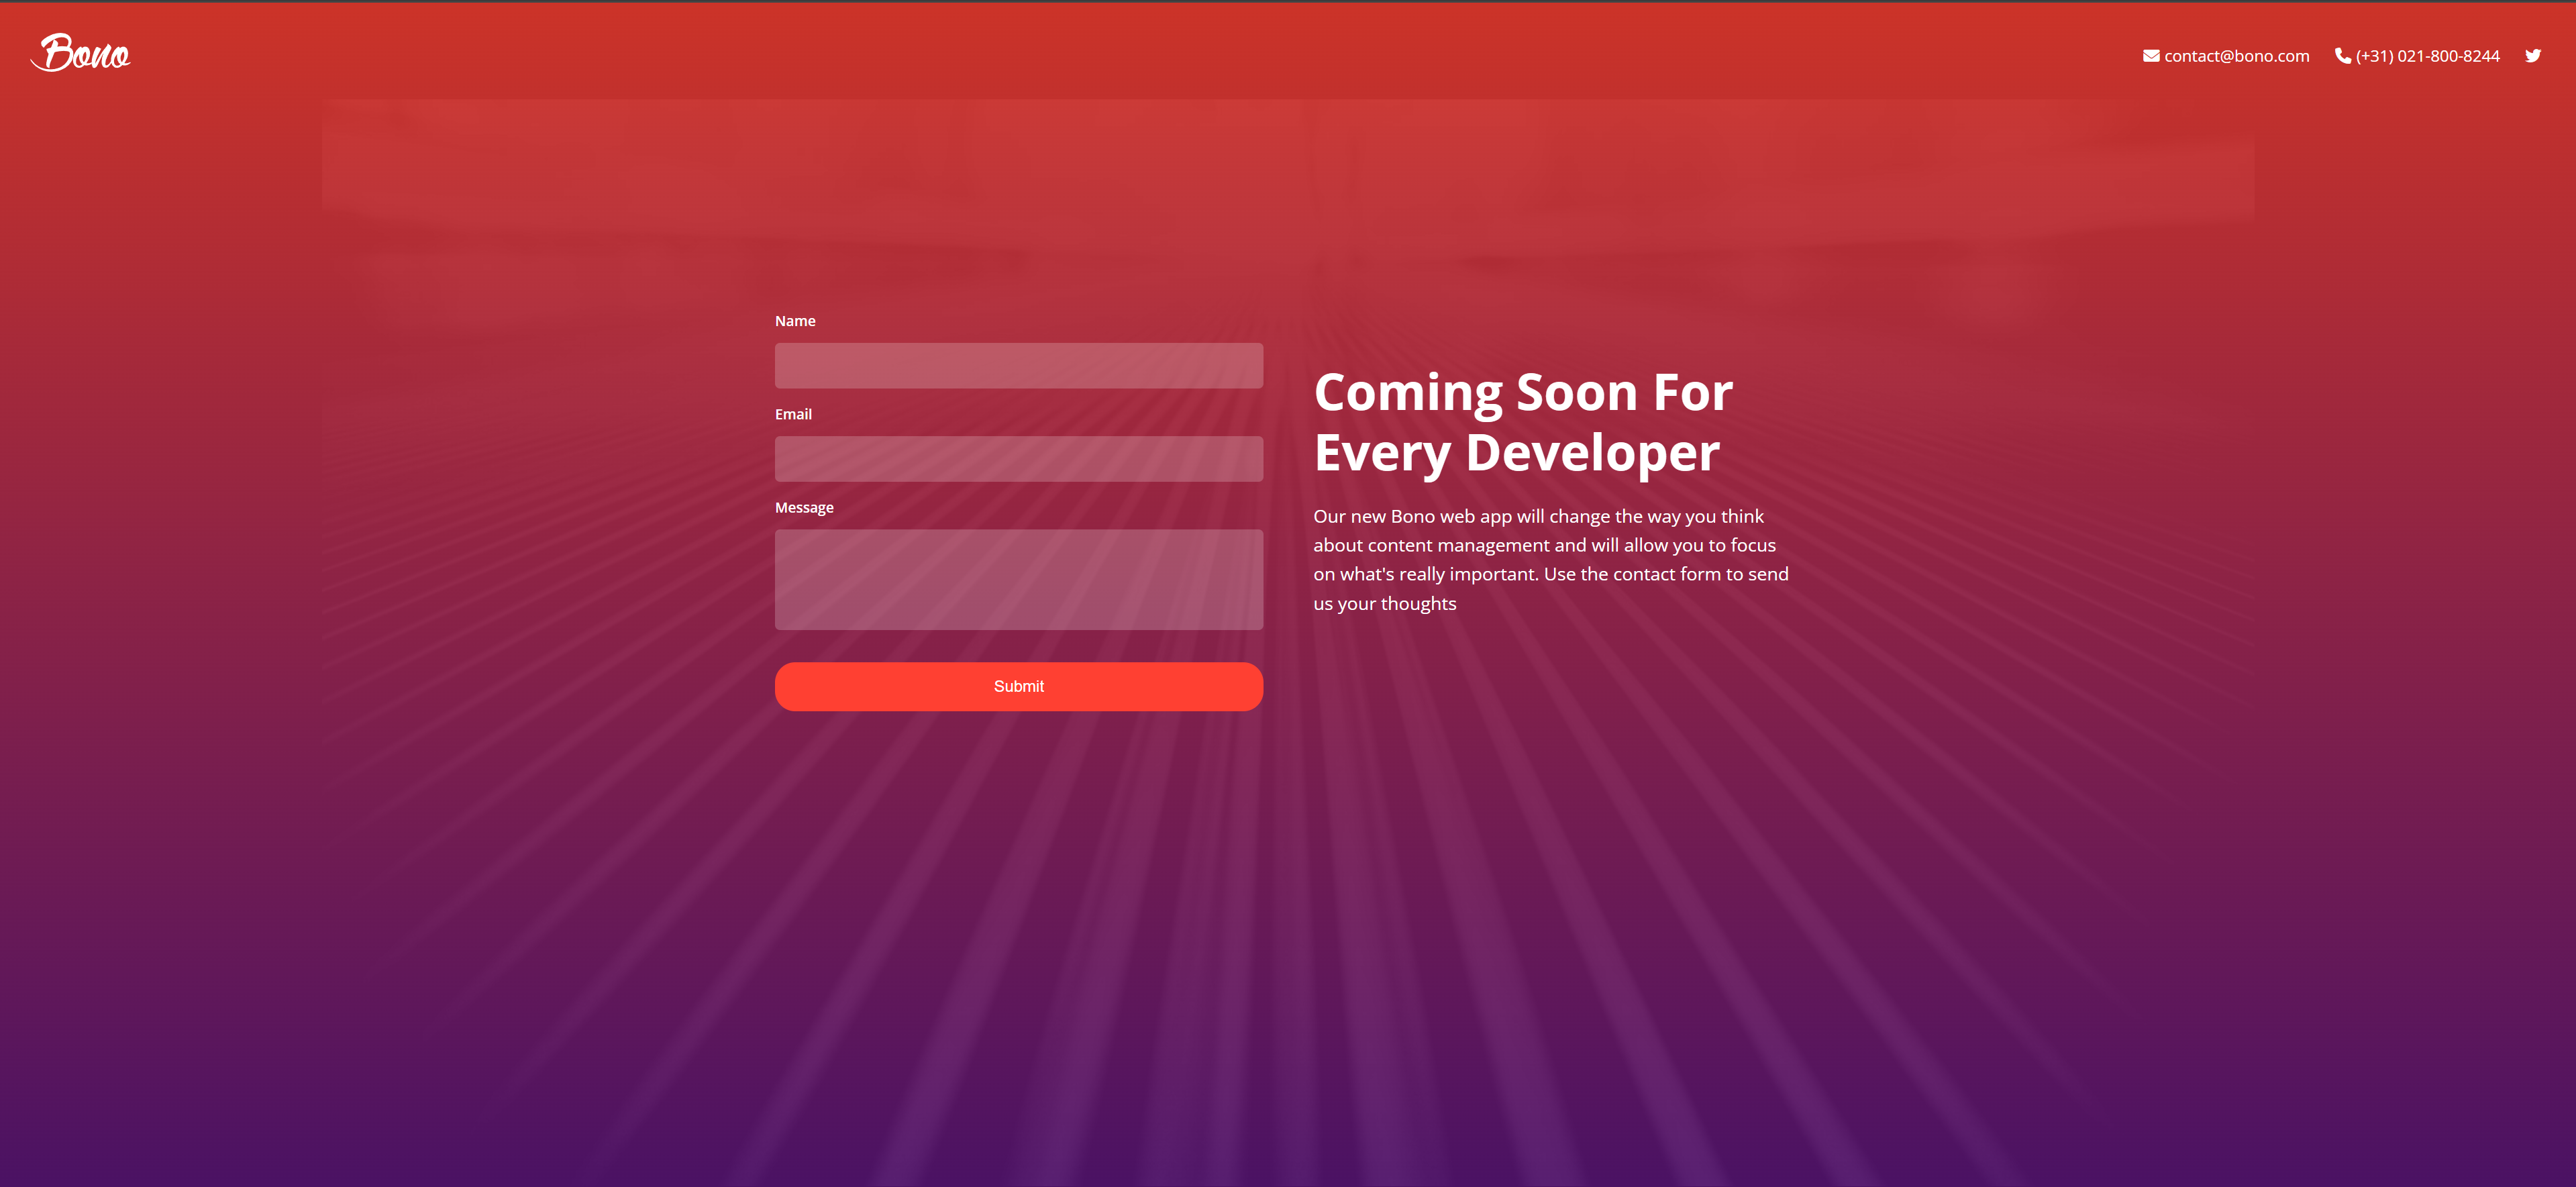 Bono
contact@bono.com
(+31) 021-800-8244
Name
Email
Message
Submit
Coming Soon For
Every Developer
Our new Bono web app will change the way you think
about content management and will allow you to focus
on what's really important. Use the contact form to send
us your thoughts